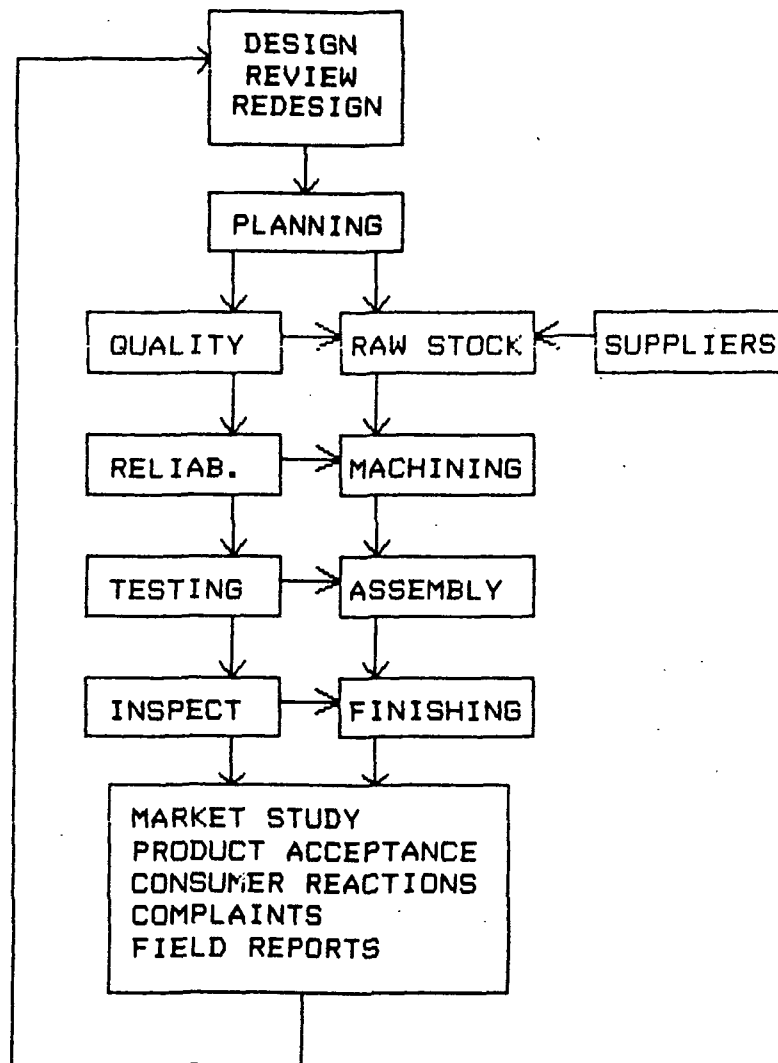 DESIGN
REVIEW
REDESIGN
PLANNING
QUALITY
RAW STOCK
SUPPLIERS
RELIAB.
MACHINING
TESTING
ASSEMBLY
INSPECT
FINISHING
MARKET STUDY
PRODUCT ACCEPTANCE
CONSUMER REACTIONS
COMPLAINTS
FIELD REPORTS